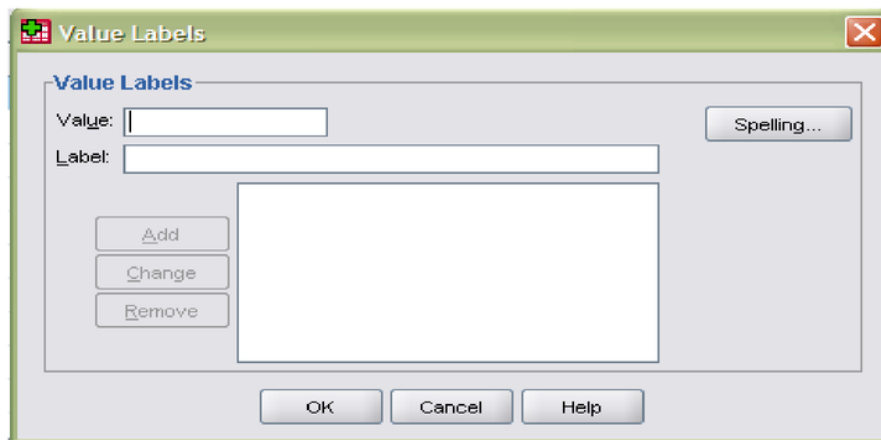 Value Labels
Value Labels
Value:
Spelling...
Label:
Add
Change
Remove
OK Cancel Help